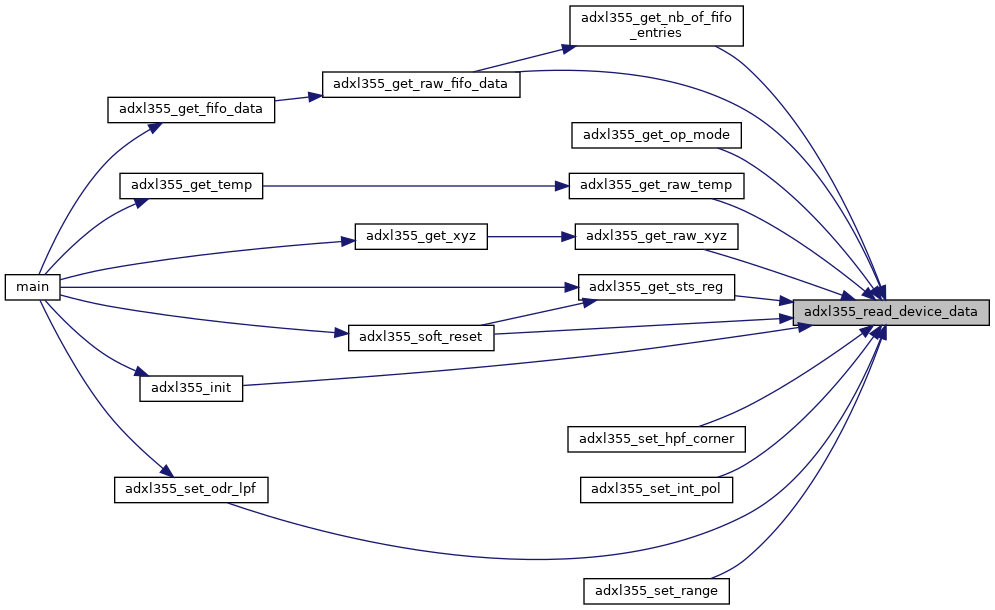 adxl355_get_nb_of_fifo
_entries
adxl355_get_raw_fifo_data
adxl355_get_fifo_data
adxl355_get_op_mode
adxl355_get_temp
adxl355_get_raw_temp
adxl355_get_xyz
adxl355_get_raw_xyz
main
adxl355_get_sts_reg
adxl355_read_device_data
adxl355_soft_reset
adxl355_init
adxl355_set_hpf_corner
adxl355_set_odr_lpf
adxl355_set_int_pol
adxl355_set_range